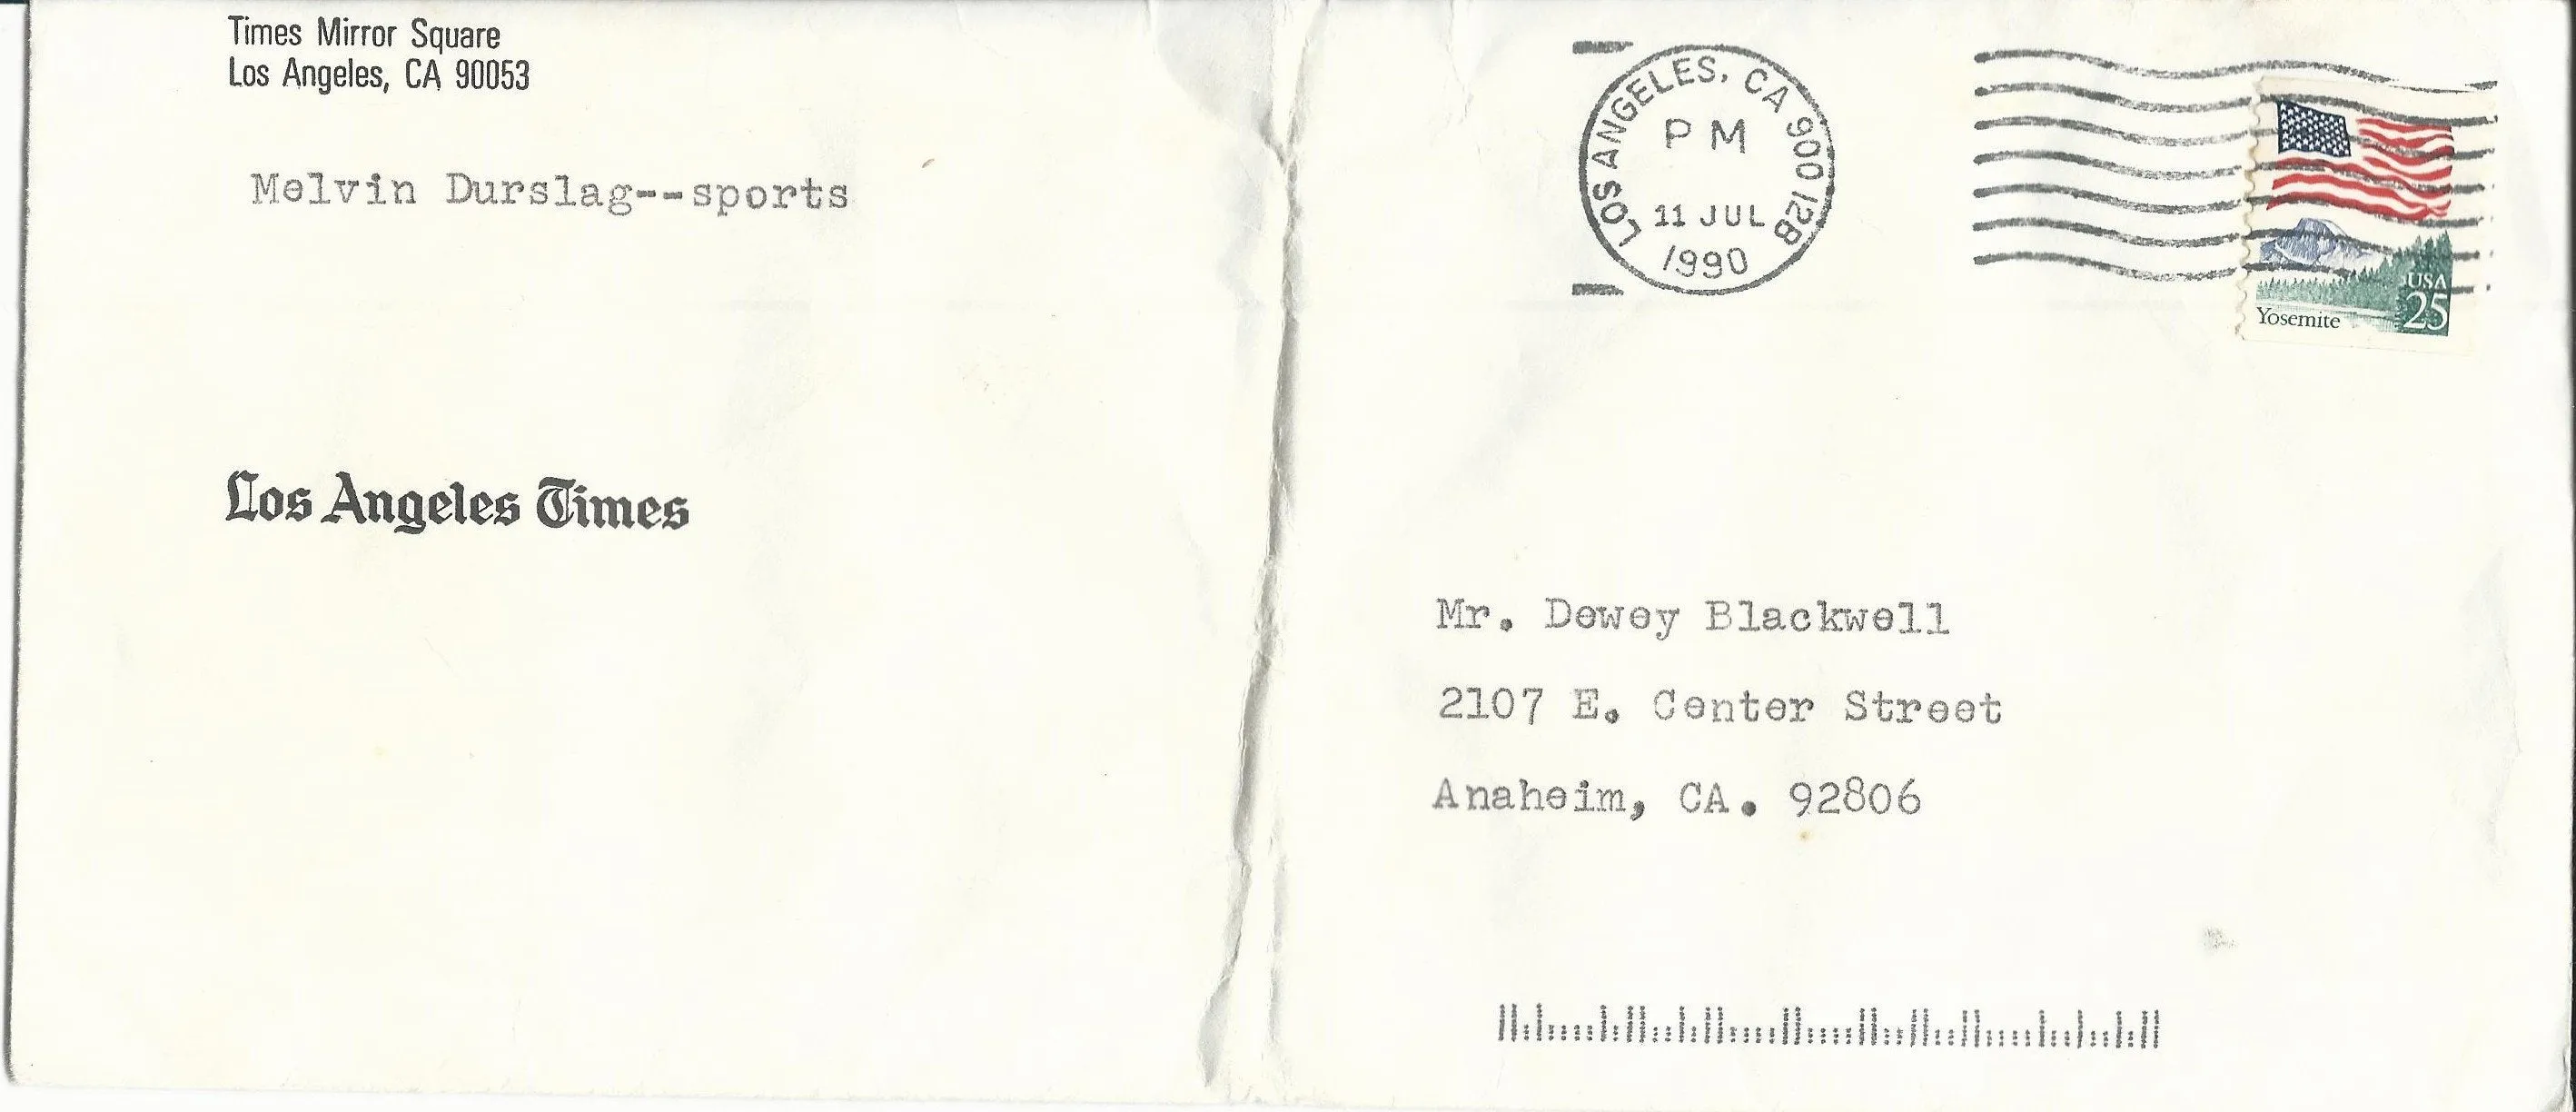 Times Mirror Square
Los Angeles, CA 90053
Melvin Durslag--sports
Los Angeles Times
LOS ANGELES, CA 900 12B
PM
11 JUL
1990
USA
25
Yosemite
Mr. Dewey Blackwell
2107 E. Center Street
Anaheim, CA. 92806